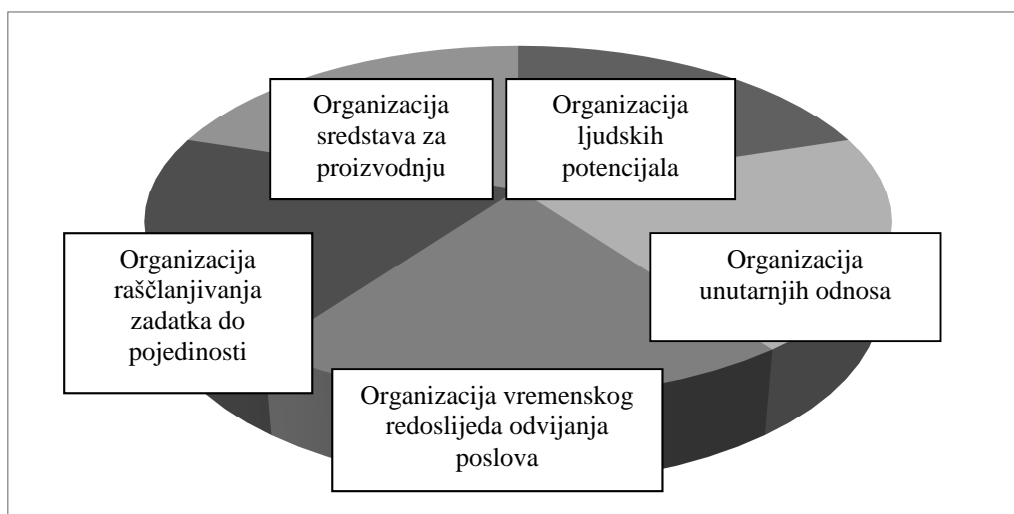 Organizacija
sredstava za
proizvodnju
Organizacija
ljudskih
potencijala
Organizacija
raščlanjivanja
zadatka do
pojedinosti
Organizacija
unutarnjih odnosa
Organizacija vremenskog
redoslijeda odvijanja
poslova